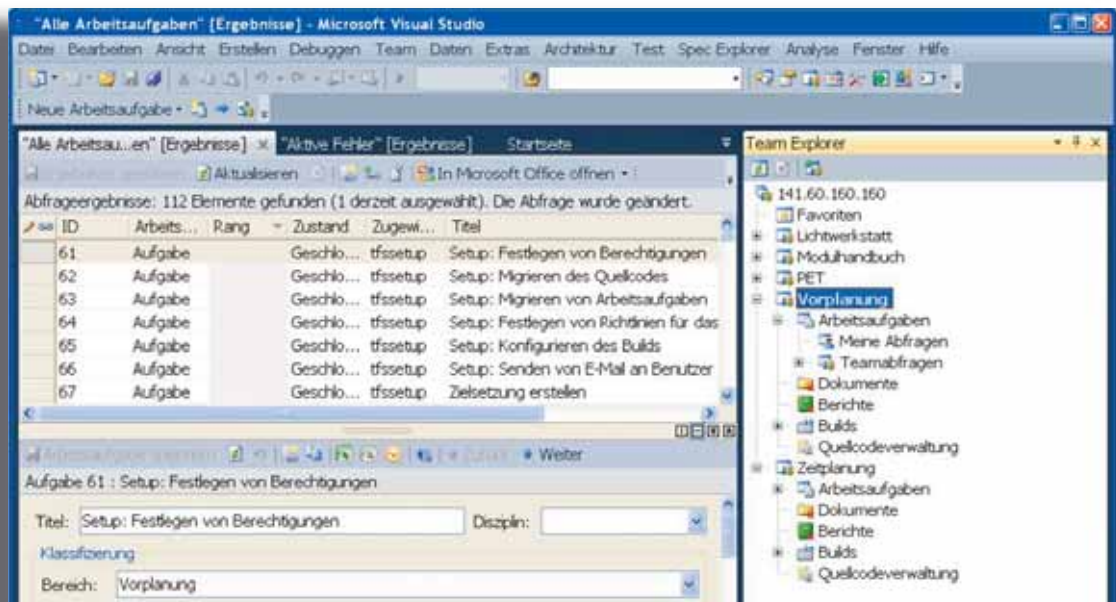 "Alle Arbeitsaufgaben" [Ergebnisse] - Microsoft Visual Studio
Datei Bearbeiten Ansicht Erstellen Debuggen Team Daten Extras Architektur Test Spec Explorer Analyse Fenster Hilfe
Neue Arbeitsaufgabe
"Alle Arbeitsau...en" [Ergebnisse] "Aktive Fehler" [Ergebnisse] Startseite
Aktualisieren In Microsoft Office öffnen
Abfrageergebnisse: 112 Elemente gefunden (1 derzeit ausgewählt). Die Abfrage wurde geändert.
ID Arbeits... Rang Zustand Zugewi... Titel
61 Aufgabe Geschlo... tfssetup Setup: Festlegen von Berechtigungen
62 Aufgabe Geschlo... tfssetup Setup: Migrieren des Quellcodes
63 Aufgabe Geschlo... tfssetup Setup: Migrieren von Arbeitsaufgaben
64 Aufgabe Geschlo... tfssetup Setup: Festlegen von Richtlinien für das
65 Aufgabe Geschlo... tfssetup Setup: Konfigurieren des Builds
66 Aufgabe Geschlo... tfssetup Setup: Senden von E-Mail an Benutzer
67 Aufgabe Geschlo... tfssetup Zielsetzung erstellen
Weiter
Aufgabe 61 : Setup: Festlegen von Berechtigungen
Titel: Setup: Festlegen von Berechtigungen Disziplin:
Klassifizierung
Bereich: Vorplanung
Team Explorer
141.60.160.160
Favoriten
Lichtwerkstatt
Modulhandbuch
PET
Vorplanung
Arbeitsaufgaben
Meine Abfragen
Teamabfragen
Dokumente
Berichte
Builds
Quellcodeverwaltung
Zeitplanung
Arbeitsaufgaben
Dokumente
Berichte
Builds
Quellcodeverwaltung